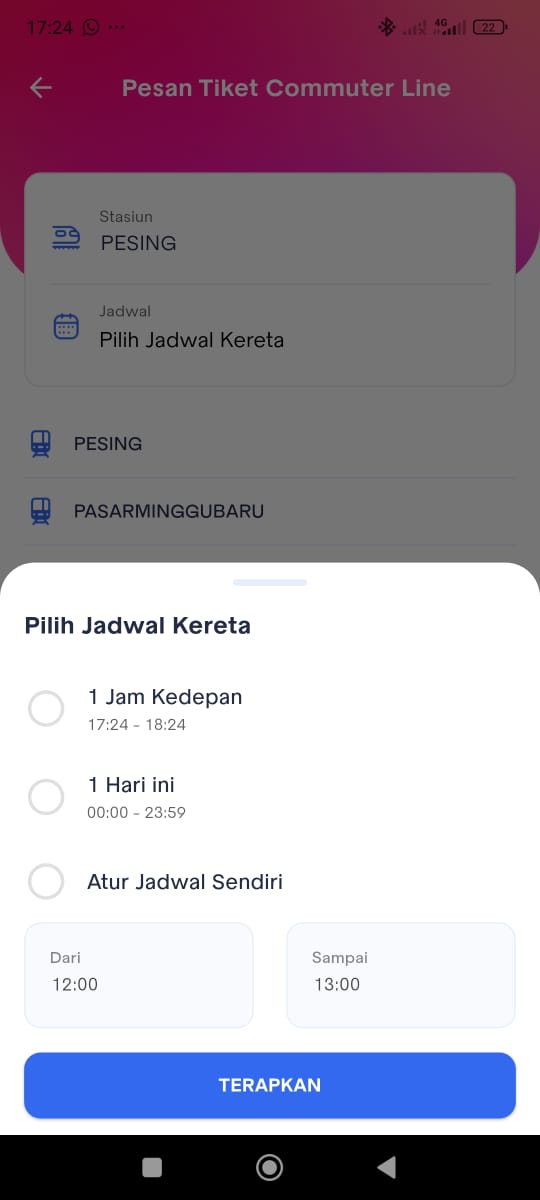 17:24
4G
22
Pesan Tiket Commuter Line
Stasiun
PESING
Jadwal
Pilih Jadwal Kereta
PESING
PASARMINGGUBARU
Pilih Jadwal Kereta
1 Jam Kedepan
17:24 - 18:24
1 Hari ini
00:00 - 23:59
Atur Jadwal Sendiri
Dari
12:00
Sampai
13:00
TERAPKAN